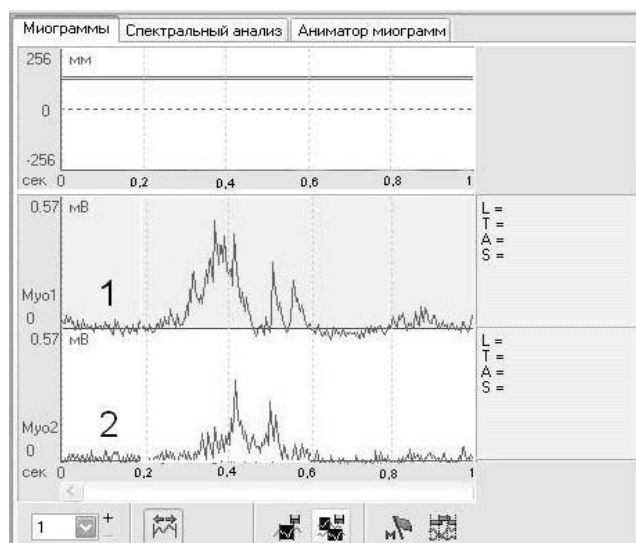 Миограммы Спектральный анализ Аниматор миограмм
256 мм
0
-256
сек 0 0,2 0,4 0,6 0,8 1
0.57 мВ
Myo1 1
0
L =
T =
A =
S =
0.57 мВ
Myo2 2
0
L =
T =
A =
S =
сек 0 0,2 0,4 0,6 0,8 1
1 + -
M